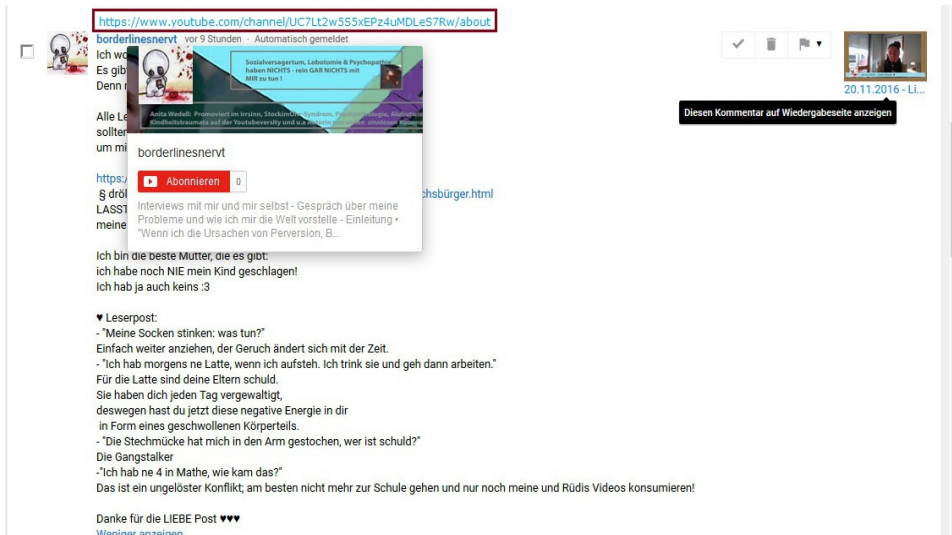 https://www.youtube.com/channel/UC7Lt2w5S5xEPz4uMDLeS7Rw/about
borderlinesnervt vor 9 Stunden · Automatisch gemeldet
Ich wo
Es gib
Denn
Sozialversagertum, Lobotomie & Psychopathie
haben NICHTS - rein GAR NICHTS mit
MIR zu tun !
20.11.2016 - Li...
Diesen Kommentar auf Wiedergabeseite anzeigen
Alle Le
sollten
um mi
Anita Wedell: Promoviert im Irrsinn,
Kindheitstraumata auf der Youtubeversity und u.a.
borderlinesnervt
https:/
Abonnieren 0
§ dröl
chsbürger.html
LASST
meine
Interviews mit mir und mir selbst - Gespräch über meine
Probleme und wie ich mir die Welt vorstelle - Einleitung •
"Wenn ich die Ursachen von Perversion, B...
Ich bin die beste Mutter, die es gibt:
ich habe noch NIE mein Kind geschlagen!
Ich hab ja auch keins :3
♥ Leserpost:
- "Meine Socken stinken: was tun?"
Einfach weiter anziehen, der Geruch ändert sich mit der Zeit.
- "Ich hab morgens ne Latte, wenn ich aufsteh. Ich trink sie und geh dann arbeiten."
Für die Latte sind deine Eltern schuld.
Sie haben dich jeden Tag vergewaltigt,
deswegen hast du jetzt diese negative Energie in dir
in Form eines geschwollenen Körperteils.
- "Die Stechmücke hat mich in den Arm gestochen, wer ist schuld?"
Die Gangstalker
-"Ich hab ne 4 in Mathe, wie kam das?"
Das ist ein ungelöster Konflikt; am besten nicht mehr zur Schule gehen und nur noch meine und Rüdis Videos konsumieren!
Danke für die LIEBE Post ♥♥♥
Weniger anzeigen